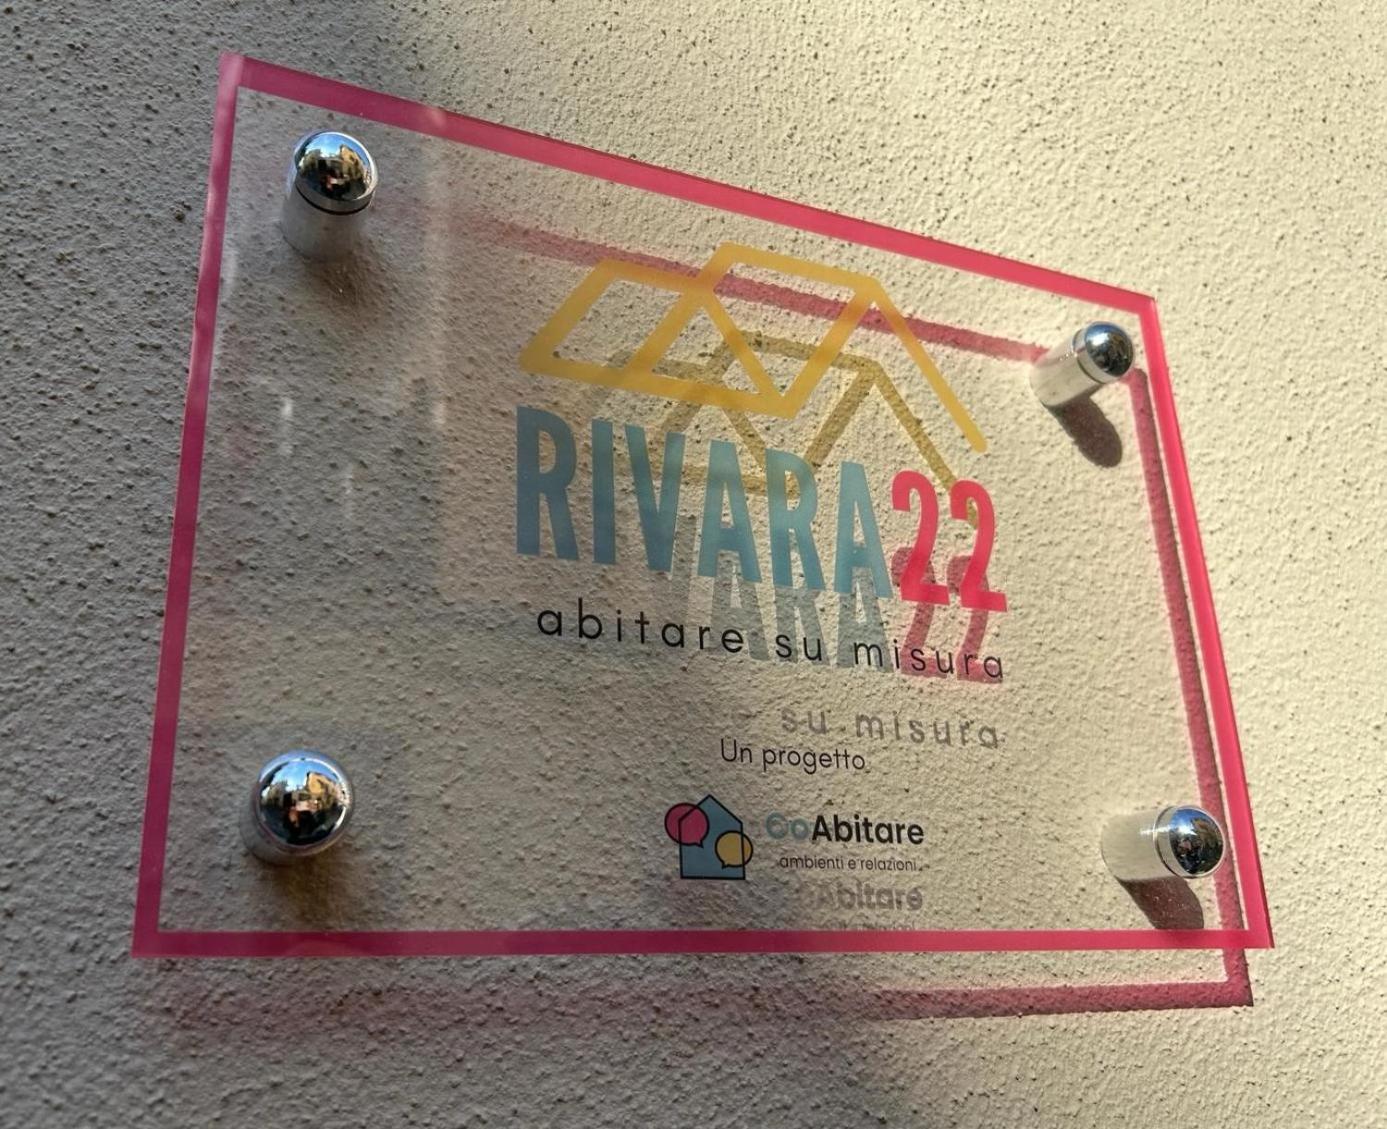 RIVARA22
abitare su misura
Un progetto
CoAbitare
ambienti e relazioni